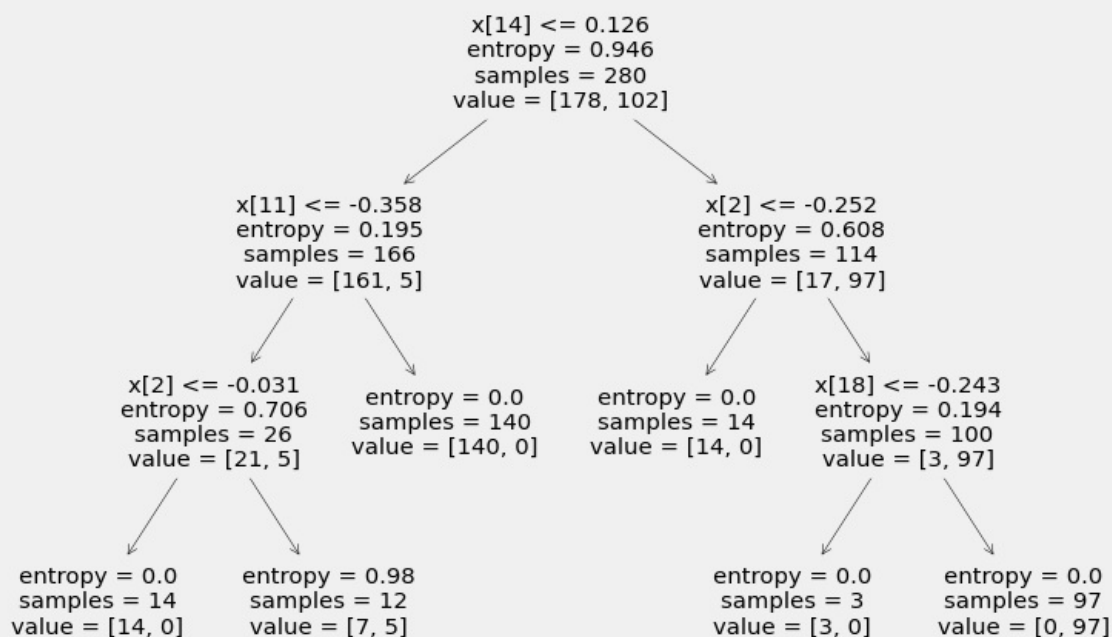 x[14] <= 0.126
entropy = 0.946
samples = 280
value = [178, 102]
x[11] <= -0.358
entropy = 0.195
samples = 166
value = [161, 5]
x[2] <= -0.252
entropy = 0.608
samples = 114
value = [17, 97]
x[2] <= -0.031
entropy = 0.706
samples = 26
value = [21, 5]
entropy = 0.0
samples = 140
value = [140, 0]
entropy = 0.0
samples = 14
value = [14, 0]
x[18] <= -0.243
entropy = 0.194
samples = 100
value = [3, 97]
entropy = 0.0
samples = 14
value = [14, 0]
entropy = 0.98
samples = 12
value = [7, 5]
entropy = 0.0
samples = 3
value = [3, 0]
entropy = 0.0
samples = 97
value = [0, 97]